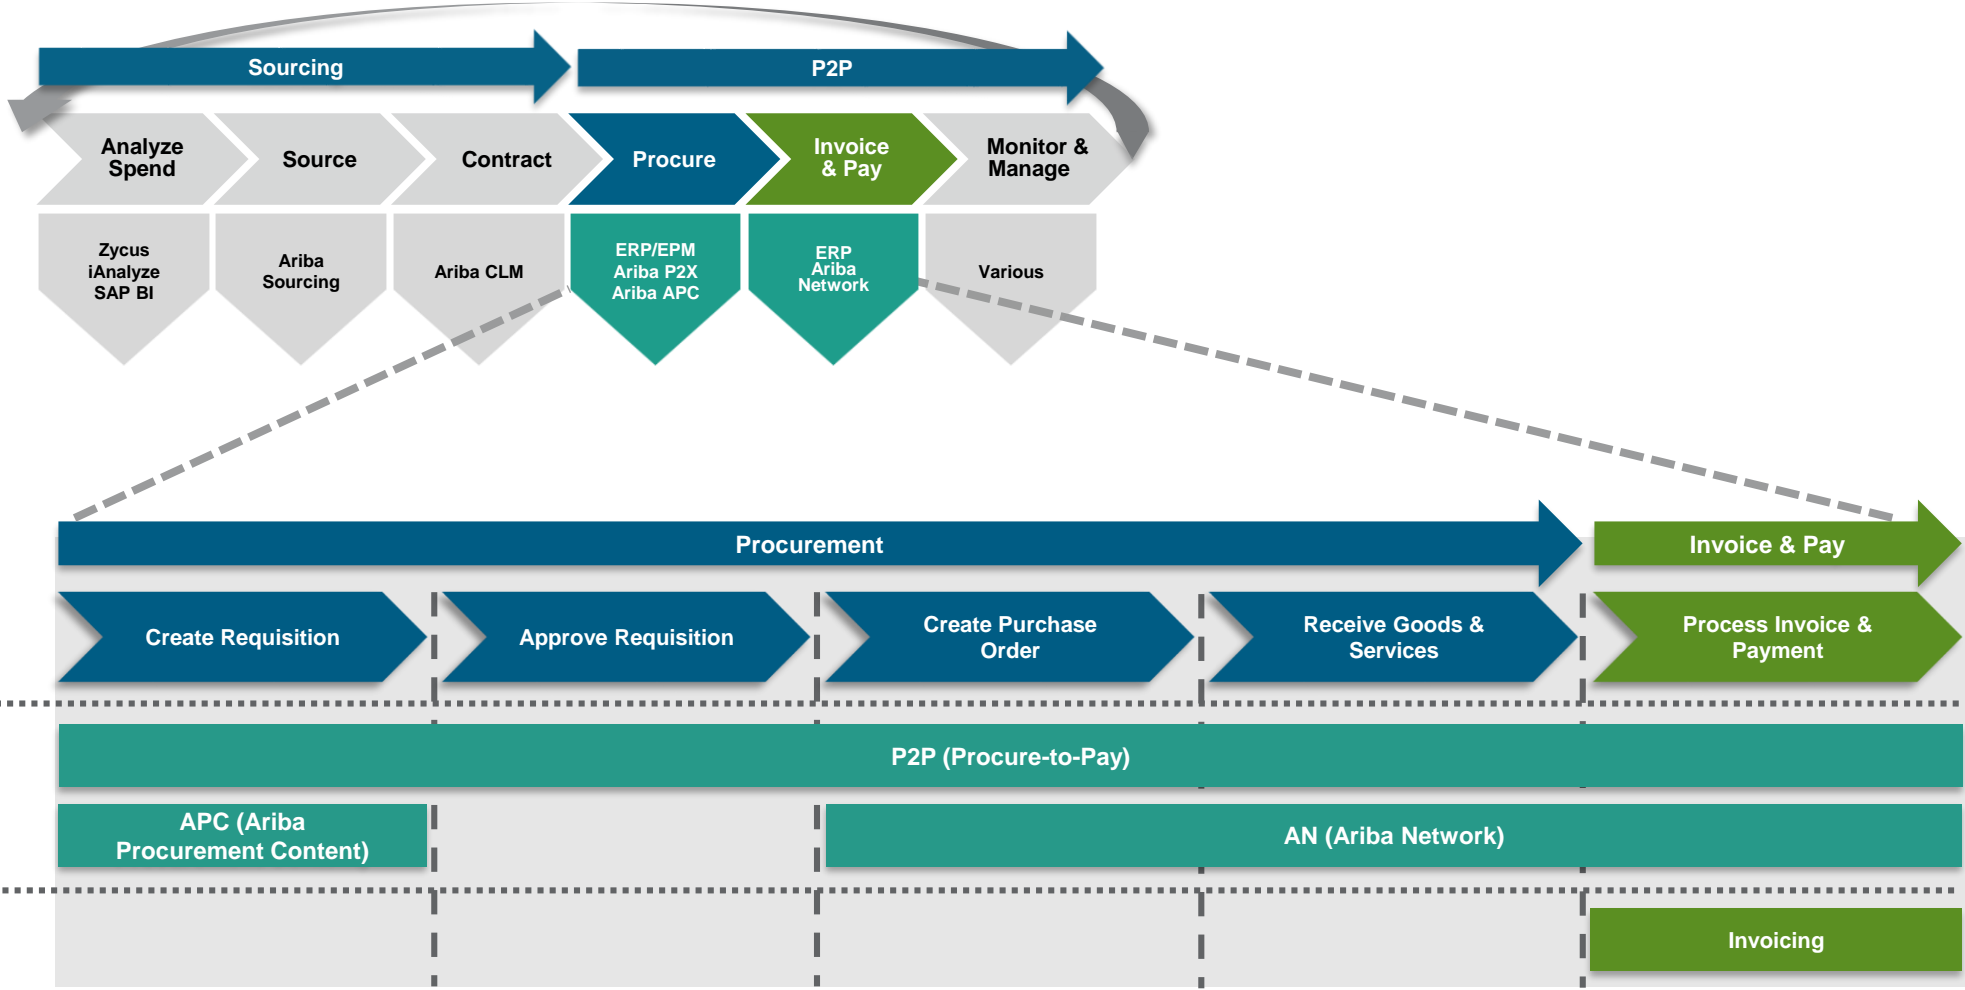 Sourcing
P2P
Analyze
Spend
Source
Contract
Procure
Invoice
& Pay
Monitor &
Manage
Zycus
iAnalyze
SAP BI
Ariba
Sourcing
Ariba CLM
ERP/EPM
Ariba P2X
Ariba APC
ERP
Ariba
Network
Various
Procurement
Invoice & Pay
Create Requisition
Approve Requisition
Create Purchase
Order
Receive Goods &
Services
Process Invoice &
Payment
P2P (Procure-to-Pay)
APC (Ariba
Procurement Content)
AN (Ariba Network)
Invoicing